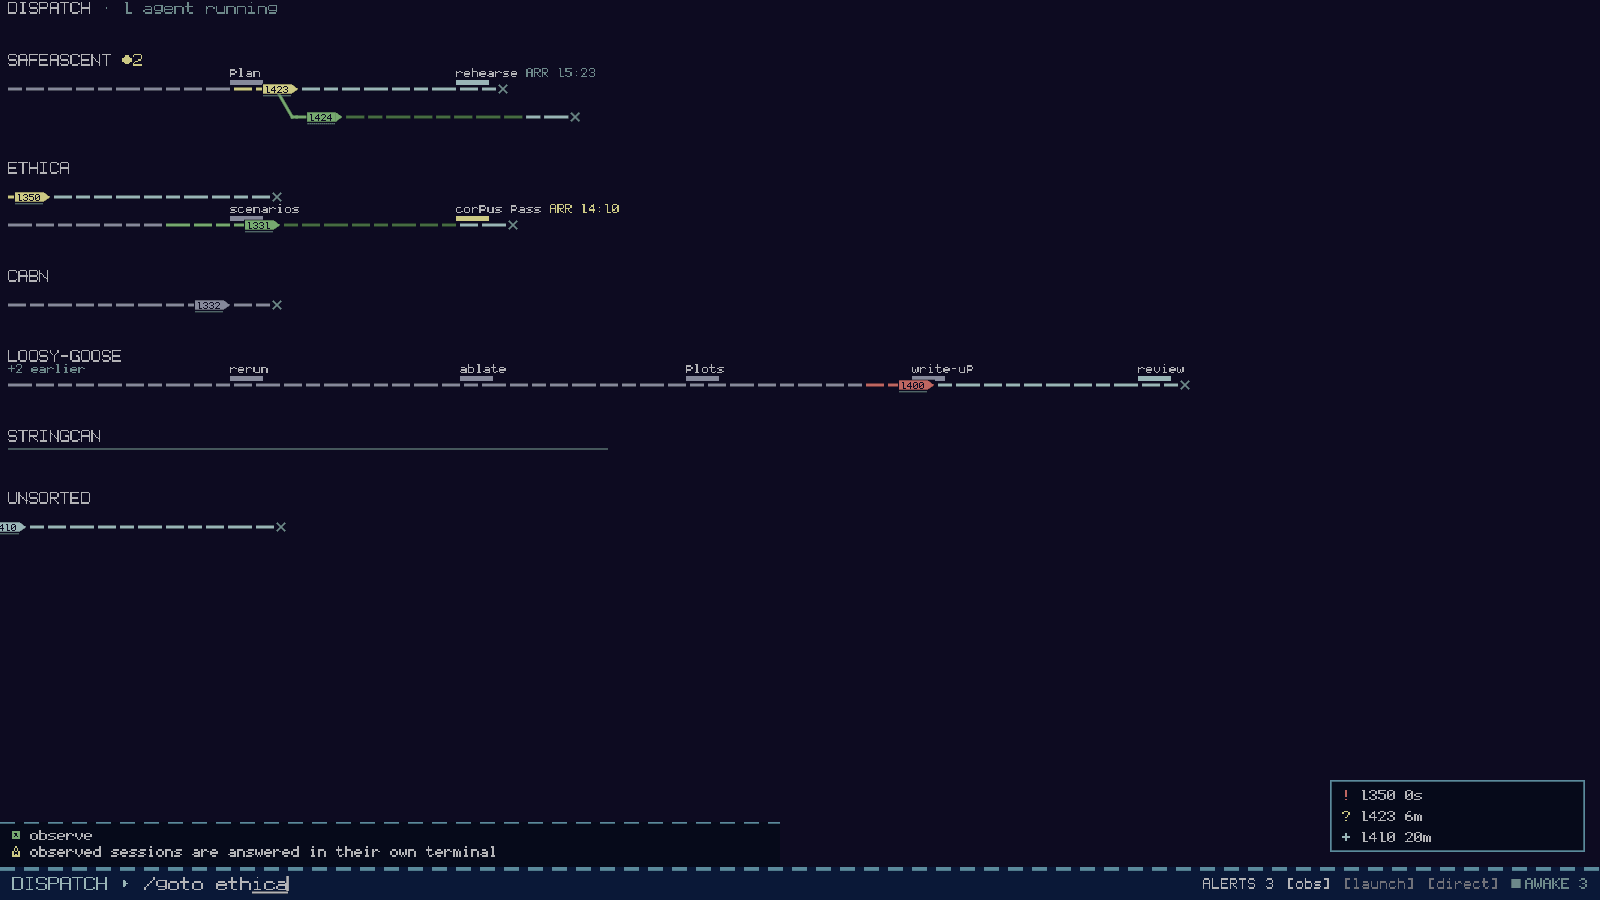 DISPATCH · 1 agent running
SAFEASCENT ◆2
Plan
rehearse ARR 15:23
1423
1424
ETHICA
1350
scenarios
corpus pass ARR 14:10
1331
CABN
1332
LOOSY-GOOSE
+2 earlier
rerun
ablate
plots
write-up
review
1400
STRINGCAN
UNSORTED
410
! 1350 0s
? 1423 6m
+ 1410 20m
observe
observed sessions are answered in their own terminal
DISPATCH ‣ /goto ethica
ALERTS 3 [obs] [launch] [direct] ■AWAKE 3